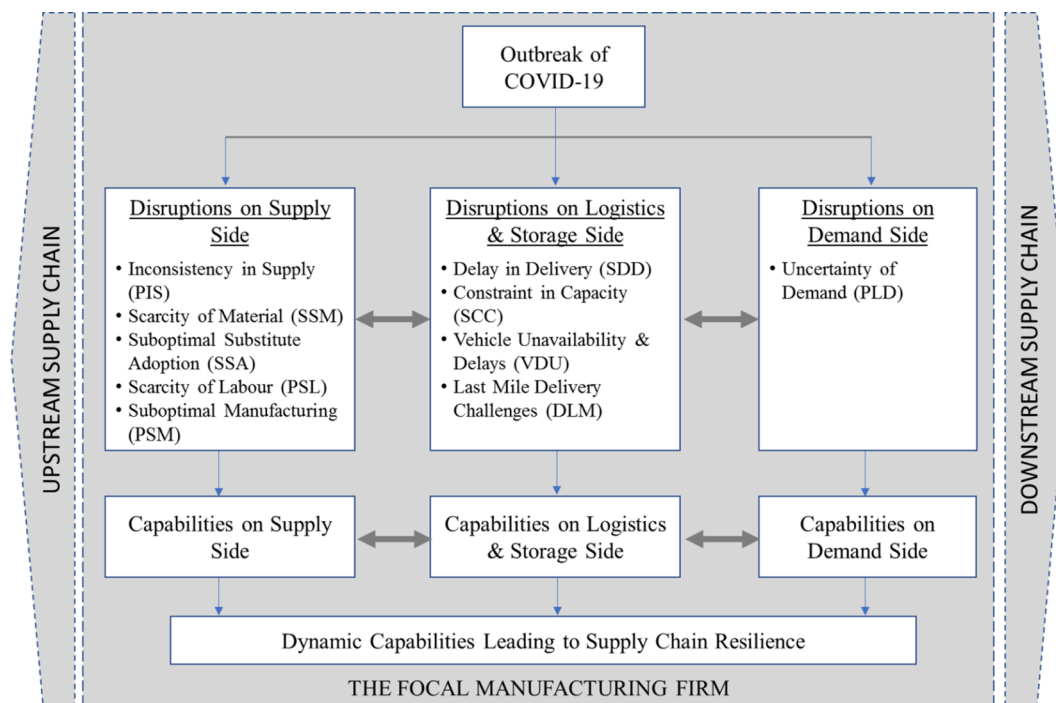 Outbreak of
COVID-19
UPSTREAM SUPPLY CHAIN
Disruptions on Supply
Side
• Inconsistency in Supply
(PIS)
• Scarcity of Material (SSM)
• Suboptimal Substitute
Adoption (SSA)
• Scarcity of Labour (PSL)
• Suboptimal Manufacturing
(PSM)
Disruptions on Logistics
& Storage Side
• Delay in Delivery (SDD)
• Constraint in Capacity
(SCC)
• Vehicle Unavailability &
Delays (VDU)
• Last Mile Delivery
Challenges (DLM)
Disruptions on
Demand Side
• Uncertainty of
Demand (PLD)
DOWNSTREAM SUPPLY CHAIN
Capabilities on Supply
Side
Capabilities on Logistics
& Storage Side
Capabilities on
Demand Side
Dynamic Capabilities Leading to Supply Chain Resilience
THE FOCAL MANUFACTURING FIRM